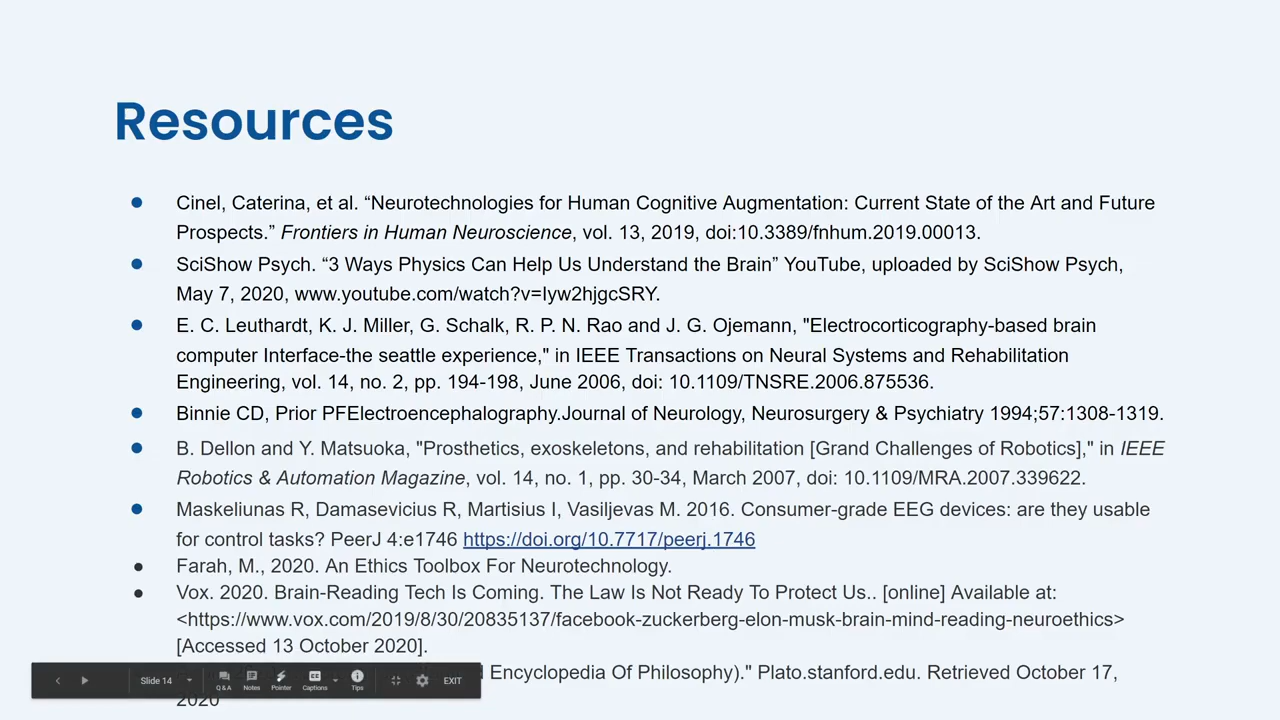 Resources
Cinel, Caterina, et al. “Neurotechnologies for Human Cognitive Augmentation: Current State of the Art and Future
Prospects.” Frontiers in Human Neuroscience, vol. 13, 2019, doi:10.3389/fnhum.2019.00013.
SciShow Psych. “3 Ways Physics Can Help Us Understand the Brain” YouTube, uploaded by SciShow Psych,
May 7, 2020, www.youtube.com/watch?v=Iyw2hjgcSRY.
E. C. Leuthardt, K. J. Miller, G. Schalk, R. P. N. Rao and J. G. Ojemann, "Electrocorticography-based brain
computer Interface-the seattle experience," in IEEE Transactions on Neural Systems and Rehabilitation
Engineering, vol. 14, no. 2, pp. 194-198, June 2006, doi: 10.1109/TNSRE.2006.875536.
Binnie CD, Prior PFElectroencephalography.Journal of Neurology, Neurosurgery & Psychiatry 1994;57:1308-1319.
B. Dellon and Y. Matsuoka, "Prosthetics, exoskeletons, and rehabilitation [Grand Challenges of Robotics]," in IEEE
Robotics & Automation Magazine, vol. 14, no. 1, pp. 30-34, March 2007, doi: 10.1109/MRA.2007.339622.
Maskeliunas R, Damasevicius R, Martisius I, Vasiljevas M. 2016. Consumer-grade EEG devices: are they usable
for control tasks? PeerJ 4:e1746 https://doi.org/10.7717/peerj.1746
Farah, M., 2020. An Ethics Toolbox For Neurotechnology.
Vox. 2020. Brain-Reading Tech Is Coming. The Law Is Not Ready To Protect Us.. [online] Available at:
<https://www.vox.com/2019/8/30/20835137/facebook-zuckerberg-elon-musk-brain-mind-reading-neuroethics>
[Accessed 13 October 2020].
Encyclopedia Of Philosophy)." Plato.stanford.edu. Retrieved October 17,
2020
Slide 14 Q & A Notes Pointer Captions Tips EXIT